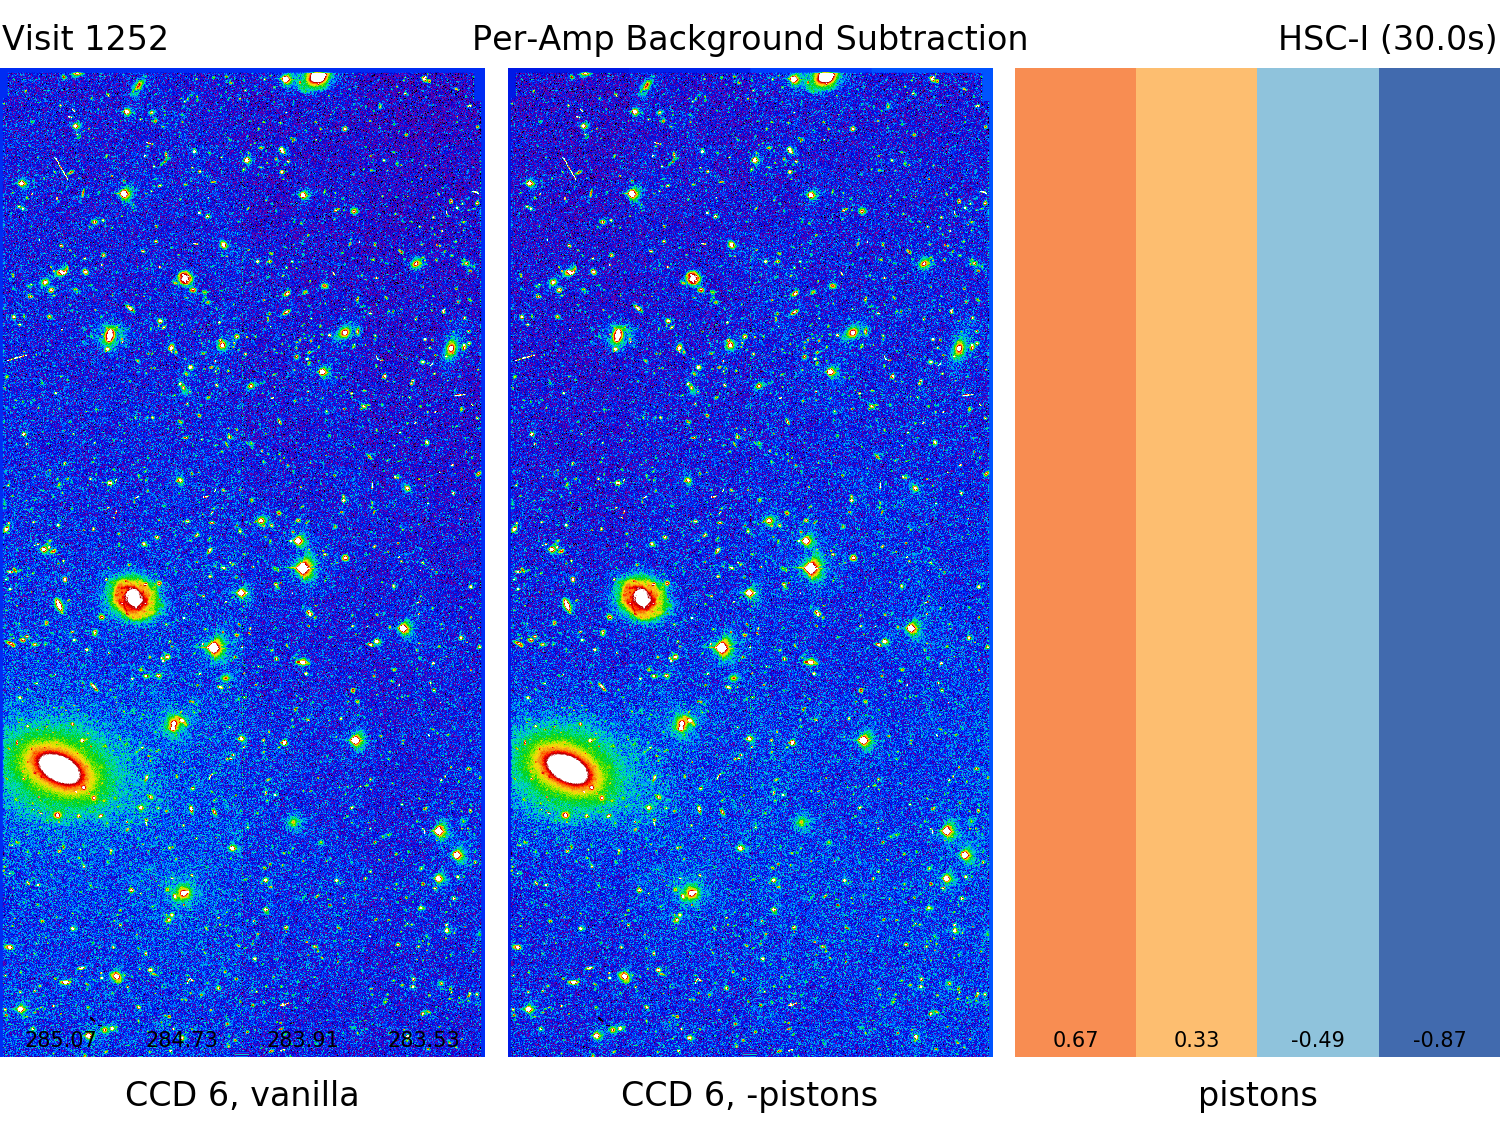 Visit 1252 Per-Amp Background Subtraction HSC-I (30.0s)
285.07 284.73 283.91 283.53 0.67 0.33 -0.49 -0.87
CCD 6, vanilla CCD 6, -pistons pistons